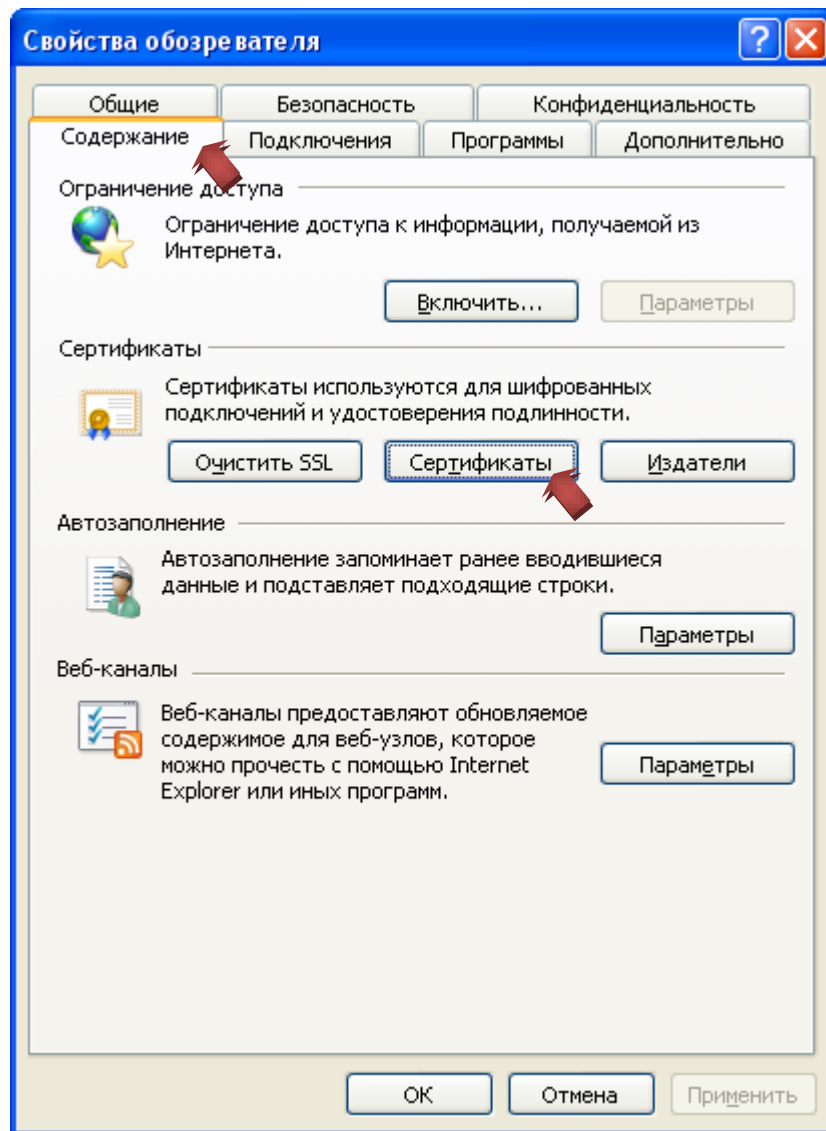 Свойства обозревателя
Общие Безопасность Конфиденциальность
Содержание Подключения Программы Дополнительно
Ограничение доступа
Ограничение доступа к информации, получаемой из
Интернета.
Включить... Параметры
Сертификаты
Сертификаты используются для шифрованных
подключений и удостоверения подлинности.
Очистить SSL Сертификаты Издатели
Автозаполнение
Автозаполнение запоминает ранее вводившиеся
данные и подставляет подходящие строки.
Параметры
Веб-каналы
Веб-каналы предоставляют обновляемое
содержимое для веб-узлов, которое
можно прочесть с помощью Internet
Explorer или иных программ.
Параметры
ОК Отмена Применить